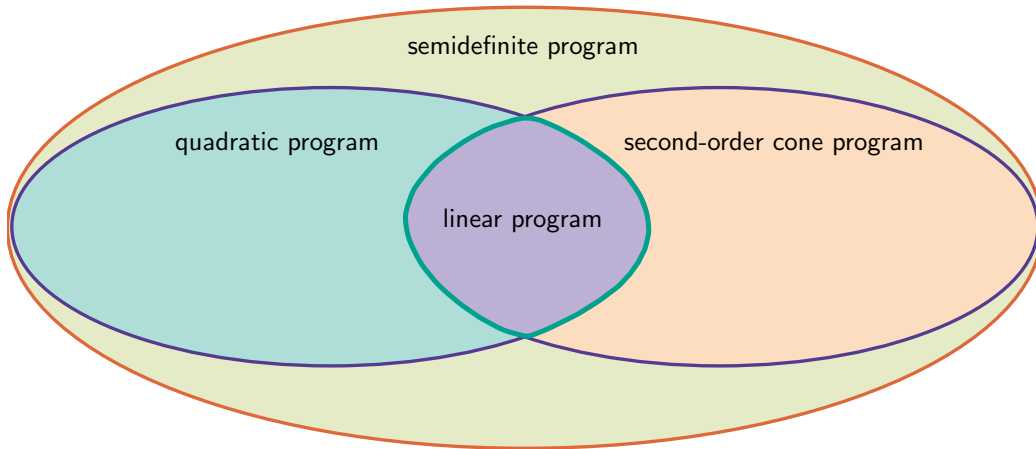 semidefinite program
quadratic program
second-order cone program
linear program